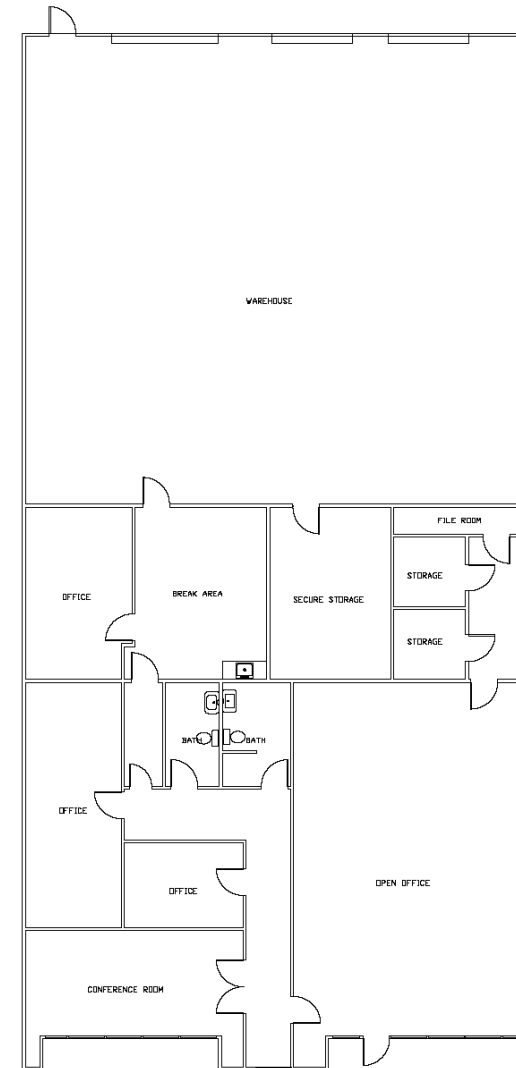 WAREHOUSE
FILE ROOM
STORAGE
OFFICE
BREAK AREA
SECURE STORAGE
STORAGE
BATH
BATH
OFFICE
OPEN OFFICE
OFFICE
CONFERENCE ROOM